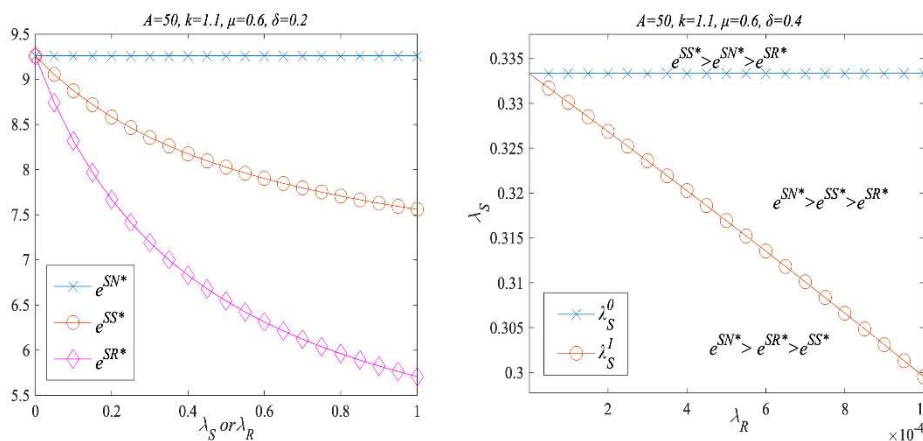 A=50, k=1.1, μ=0.6, δ=0.2
9.5
9
8.5
8
7.5
7
6.5
6
5.5
e^{SN*}
e^{SS*}
e^{SR*}
0 0.2 0.4 0.6 0.8 1
λ_S or λ_R
A=50, k=1.1, μ=0.6, δ=0.4
e^{SS*}>e^{SN*}>e^{SR*}
0.335
0.33
0.325
0.32
0.315
0.31
0.305
0.3
λ_S
e^{SN*}>e^{SS*}>e^{SR*}
e^{SN*}> e^{SR*}>e^{SS*}
λ_S^0
λ_S^1
2 4 6 8 10
λ_R
×10^{-4}